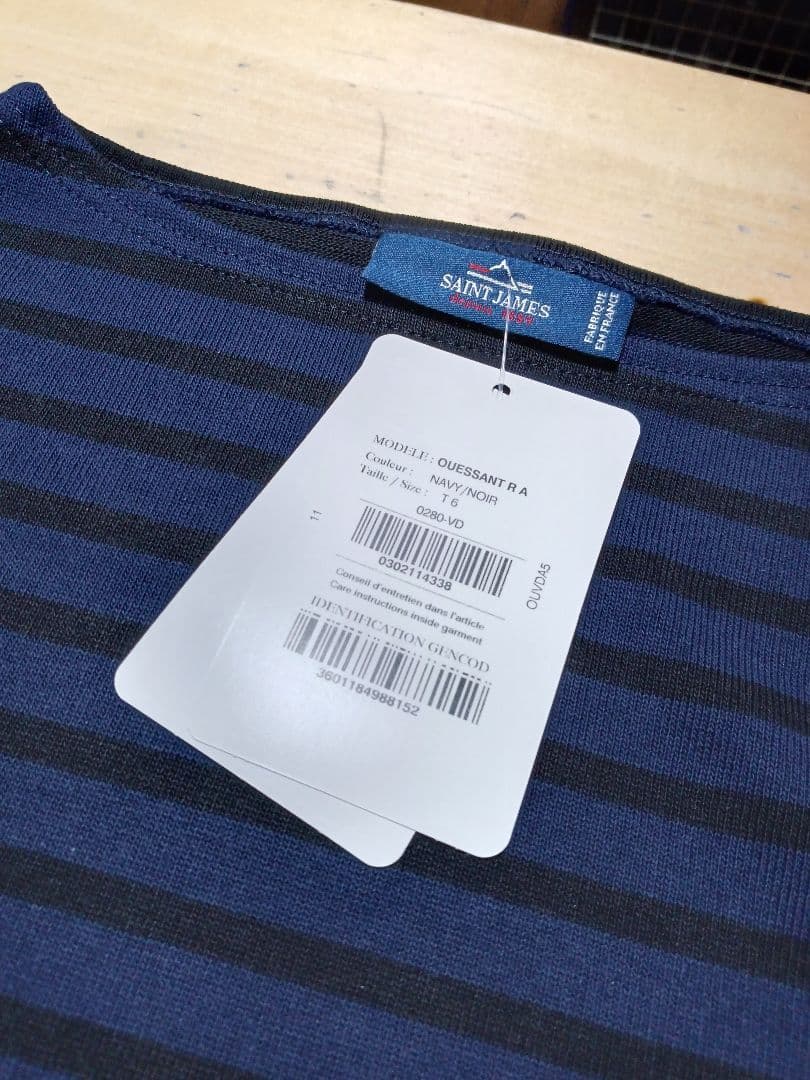 SAINT JAMES
Depuis 1889
FABRIQUÉ
EN FRANCE
MODELE : OUESSANT R A
Couleur : NAVY/NOIR
Taille / Size : T 6
0280-VD
11
0302114338
OUVDA5
Conseil d'entretien dans l'article
Care instructions inside garment
IDENTIFICATION GENCOD
3601184988152